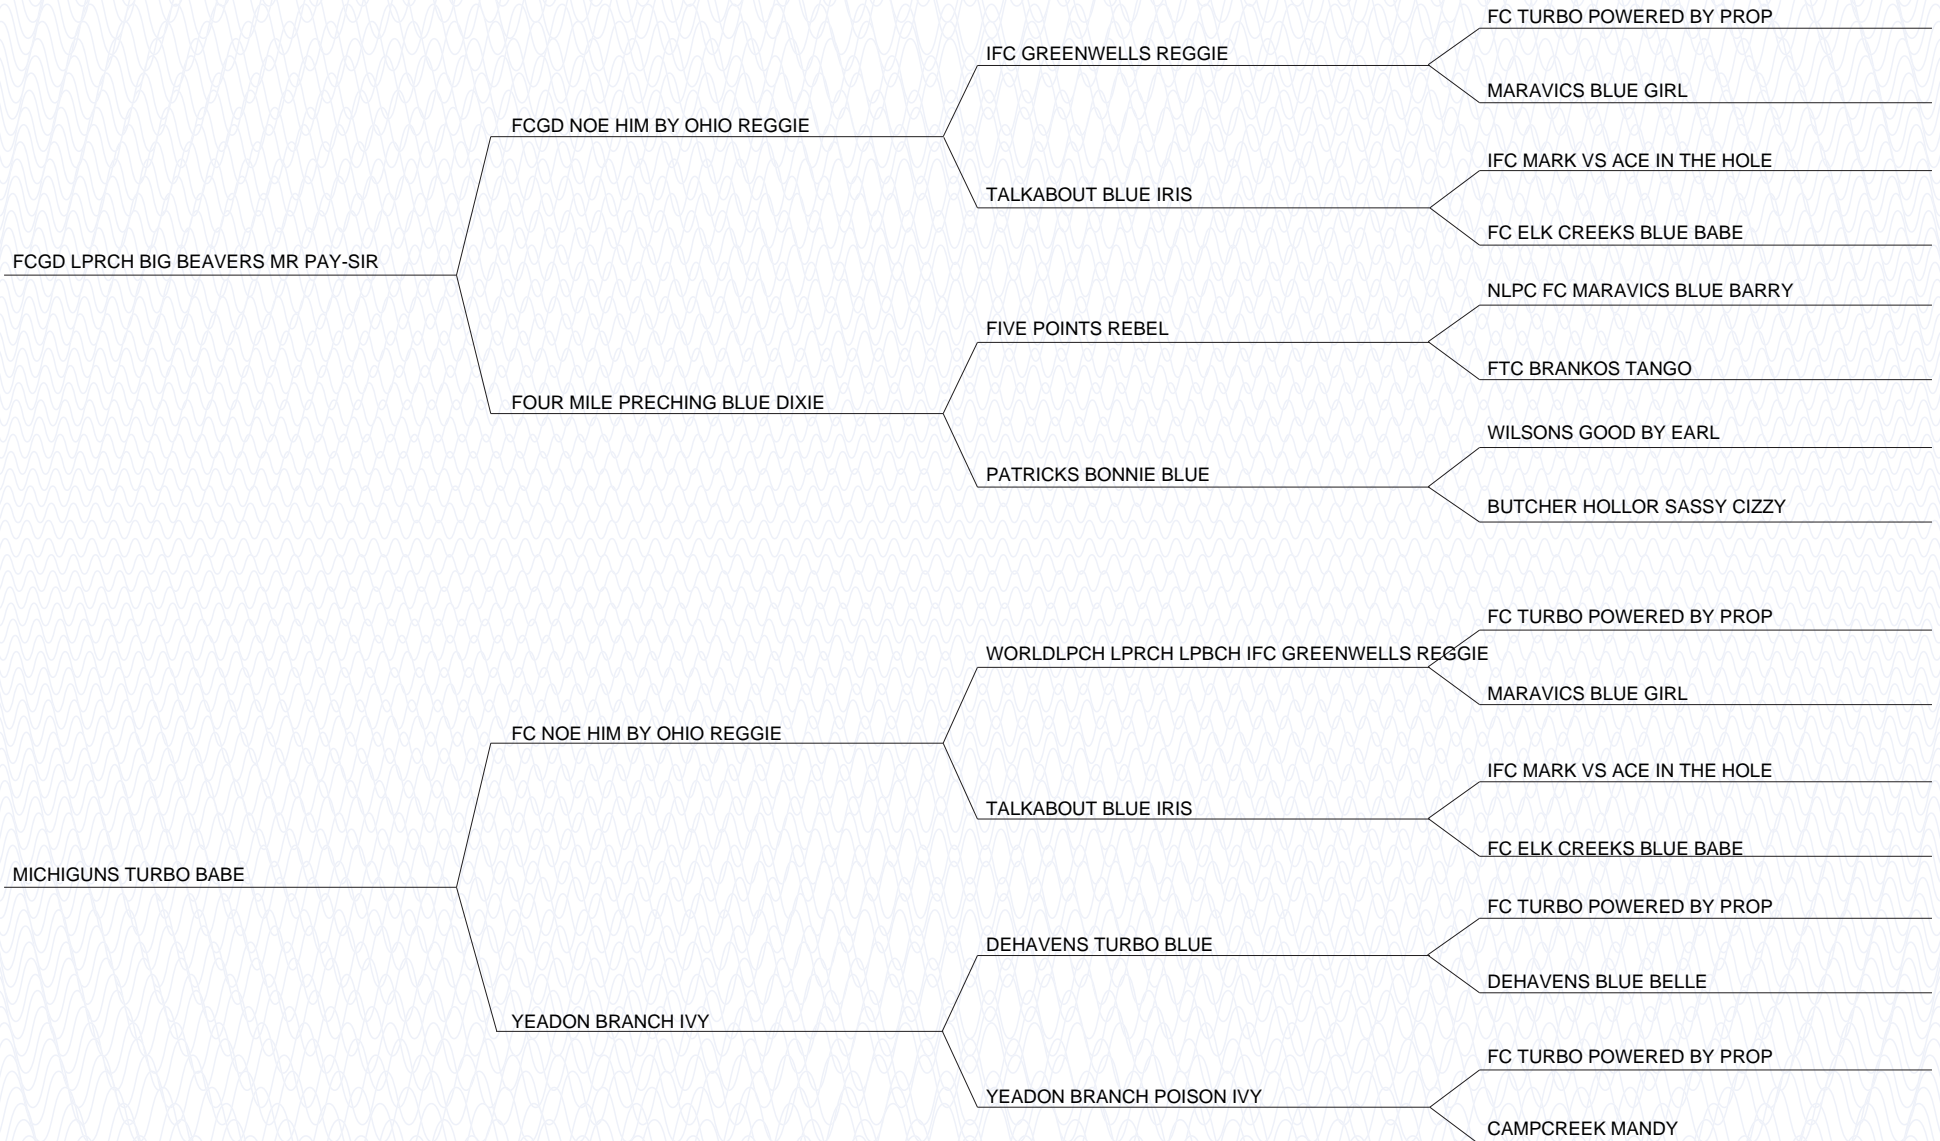 FC TURBO POWERED BY PROP
IFC GREENWELLS REGGIE
MARAVICS BLUE GIRL
FCGD NOE HIM BY OHIO REGGIE
IFC MARK VS ACE IN THE HOLE
TALKABOUT BLUE IRIS
FC ELK CREEKS BLUE BABE
FCGD LPRCH BIG BEAVERS MR PAY-SIR
NLPC FC MARAVICS BLUE BARRY
FIVE POINTS REBEL
FTC BRANKOS TANGO
FOUR MILE PRECHING BLUE DIXIE
WILSONS GOOD BY EARL
PATRICKS BONNIE BLUE
BUTCHER HOLLOR SASSY CIZZY
FC TURBO POWERED BY PROP
WORLDLPCH LPRCH LPBCH IFC GREENWELLS REGGIE
MARAVICS BLUE GIRL
FC NOE HIM BY OHIO REGGIE
IFC MARK VS ACE IN THE HOLE
TALKABOUT BLUE IRIS
FC ELK CREEKS BLUE BABE
MICHIGUNS TURBO BABE
FC TURBO POWERED BY PROP
DEHAVENS TURBO BLUE
DEHAVENS BLUE BELLE
YEADON BRANCH IVY
FC TURBO POWERED BY PROP
YEADON BRANCH POISON IVY
CAMPCREEK MANDY